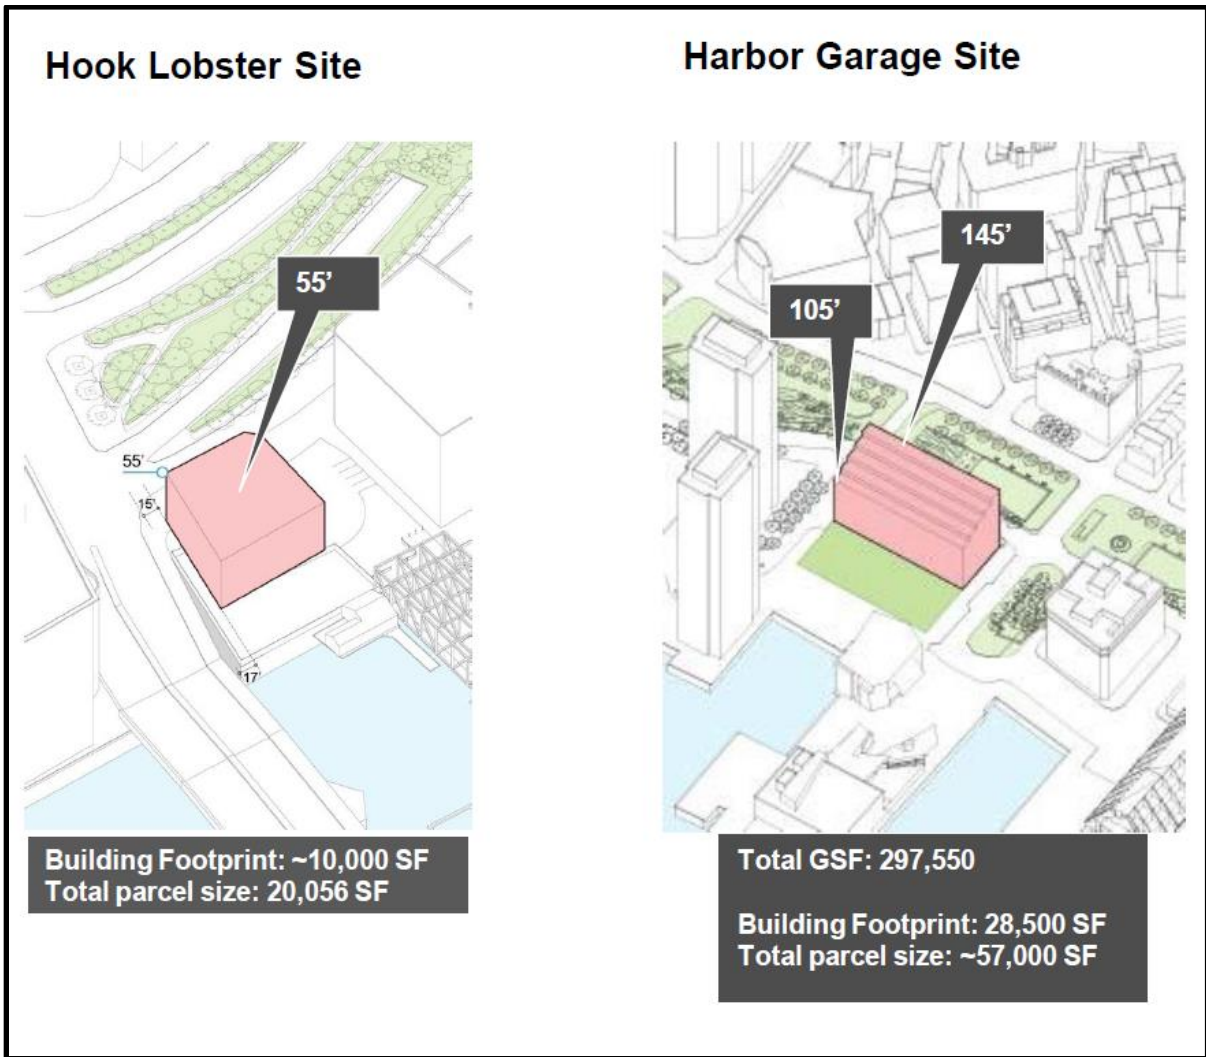 Hook Lobster Site
55’
55’
15'
17'
Building Footprint: ~10,000 SF
Total parcel size: 20,056 SF
Harbor Garage Site
145’
105’
Total GSF: 297,550
Building Footprint: 28,500 SF
Total parcel size: ~57,000 SF